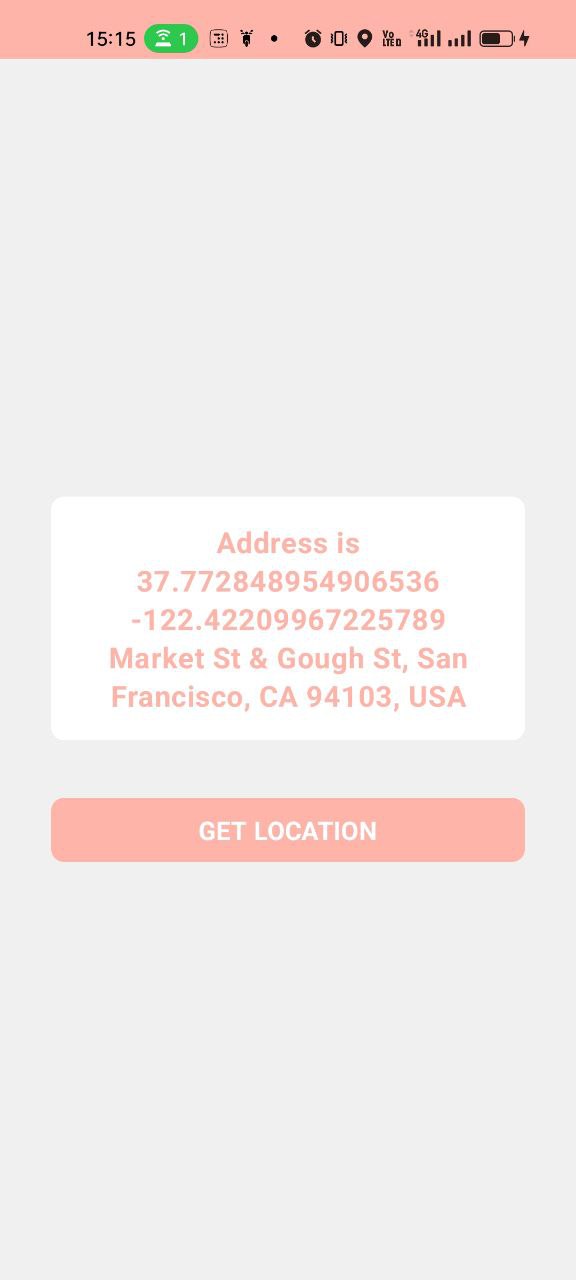 15:15 1 Vo LTE D 4G
Address is
37.772848954906536
-122.42209967225789
Market St & Gough St, San
Francisco, CA 94103, USA
GET LOCATION